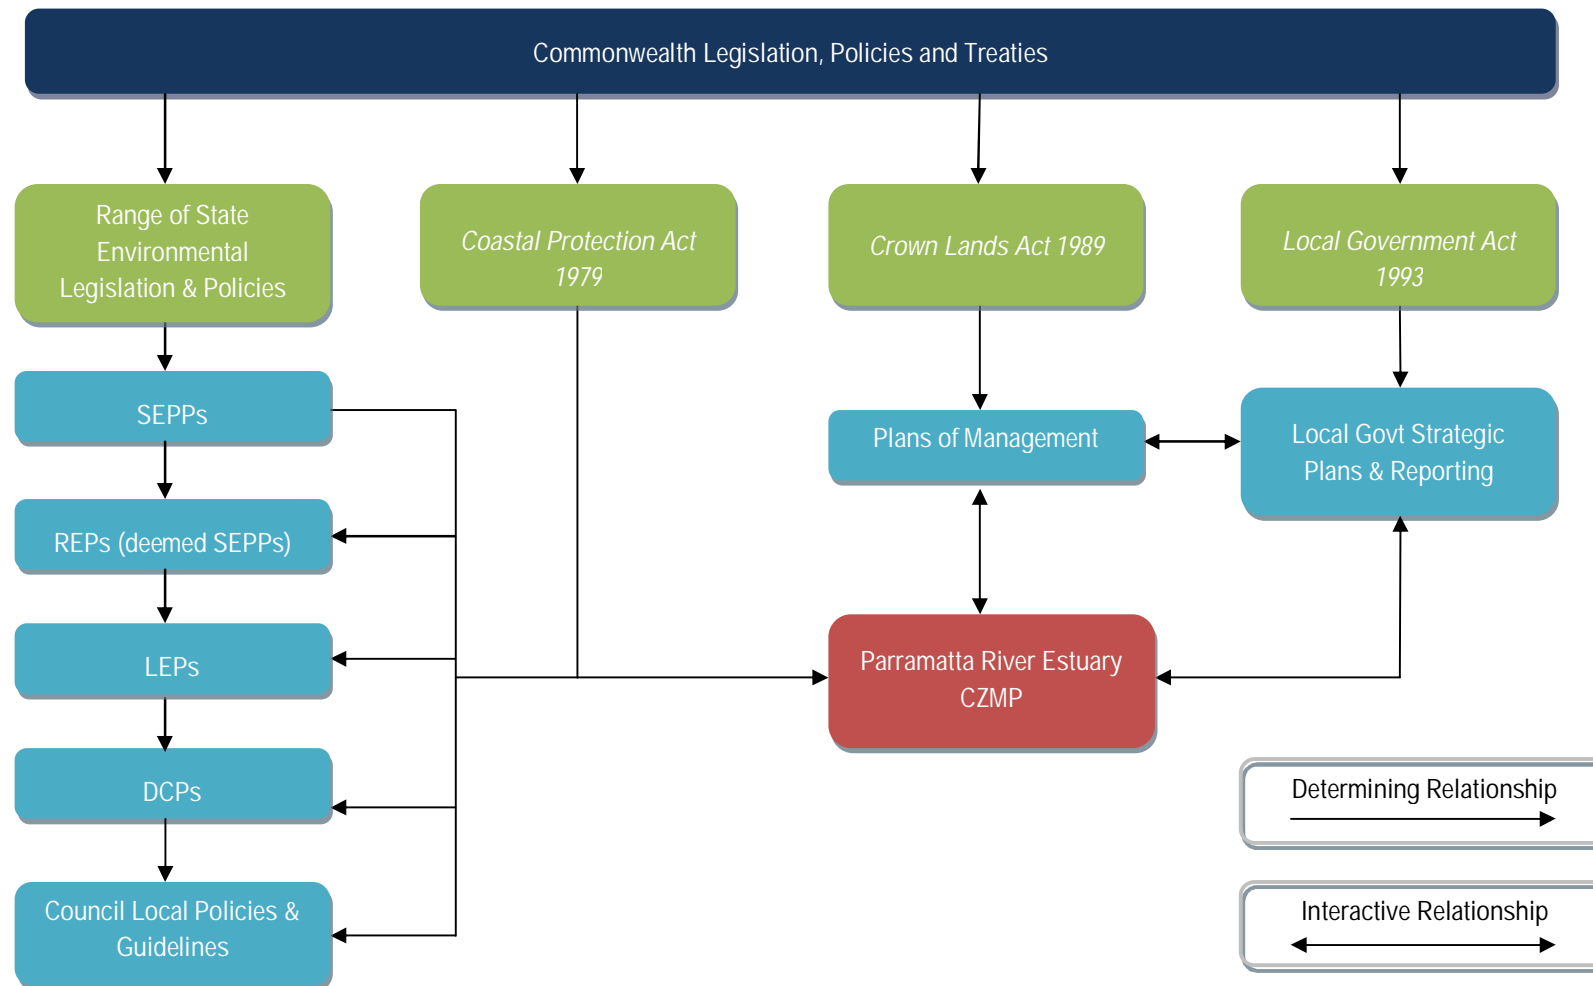 Commonwealth Legislation, Policies and Treaties
Range of State
Environmental
Legislation & Policies
Coastal Protection Act
1979
Crown Lands Act 1989
Local Government Act
1993
SEPPs
Plans of Management
Local Govt Strategic
Plans & Reporting
REPs (deemed SEPPs)
LEPs
Parramatta River Estuary
CZMP
DCPs
Determining Relationship
Council Local Policies &
Guidelines
Interactive Relationship